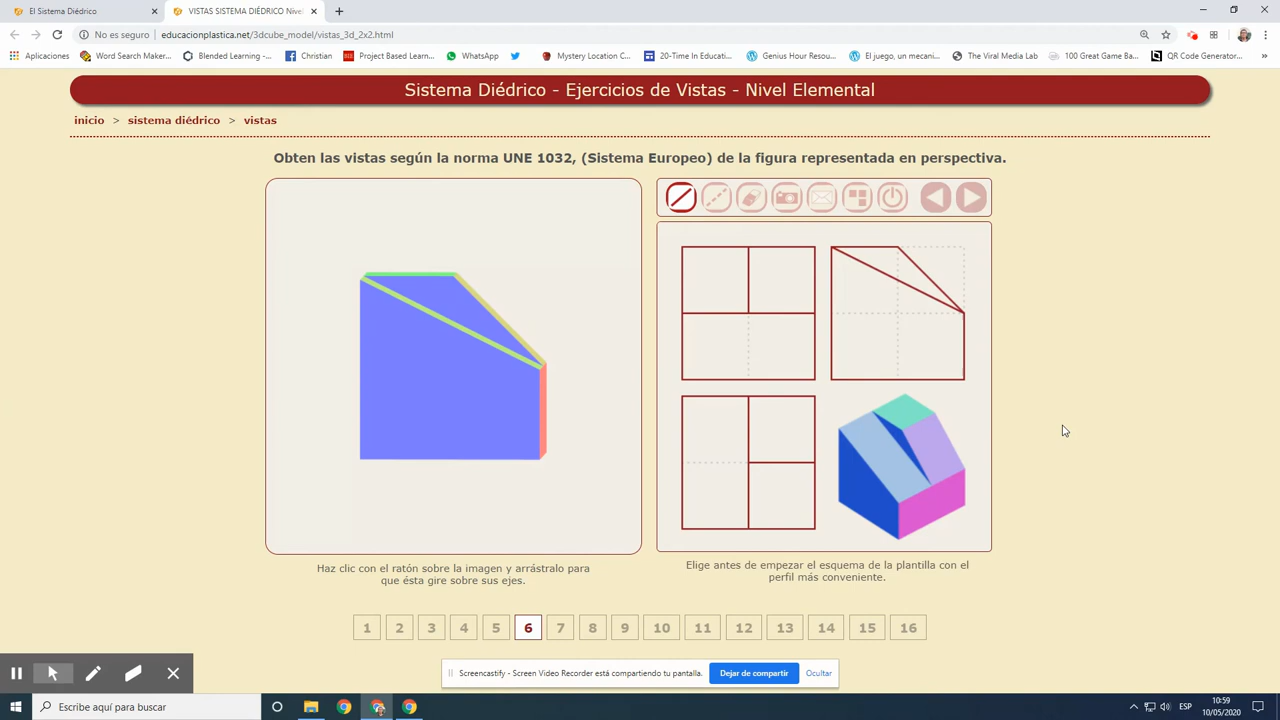 El Sistema Diédrico
VISTAS SISTEMA DIÉDRICO Nivel
No es seguro
educacionplastica.net/3dcube_model/vistas_3d_2x2.html
Aplicaciones
Word Search Maker...
Blended Learning -...
Christian
Project Based Learn...
WhatsApp
Mystery Location C...
20-Time In Educati...
Genius Hour Resou...
El juego, un mecani...
The Viral Media Lab
100 Great Game Ba...
QR Code Generator...
Sistema Diédrico - Ejercicios de Vistas - Nivel Elemental
inicio > sistema diédrico > vistas
Obten las vistas según la norma UNE 1032, (Sistema Europeo) de la figura representada en perspectiva.
Haz clic con el ratón sobre la imagen y arrástralo para
que ésta gire sobre sus ejes.
Elige antes de empezar el esquema de la plantilla con el
perfil más conveniente.
1 2 3 4 5 6 7 8 9 10 11 12 13 14 15 16
Screencastify - Screen Video Recorder está compartiendo tu pantalla.
Dejar de compartir
Ocultar
Escribe aquí para buscar
ESP
10:59
10/05/2020